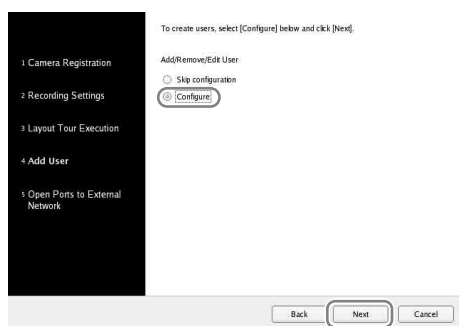 To create users, select [Configure] below and click [Next].
Add/Remove/Edit User
Skip configuration
Configure
1 Camera Registration
2 Recording Settings
3 Layout Tour Execution
4 Add User
5 Open Ports to External
Network
Back Next Cancel